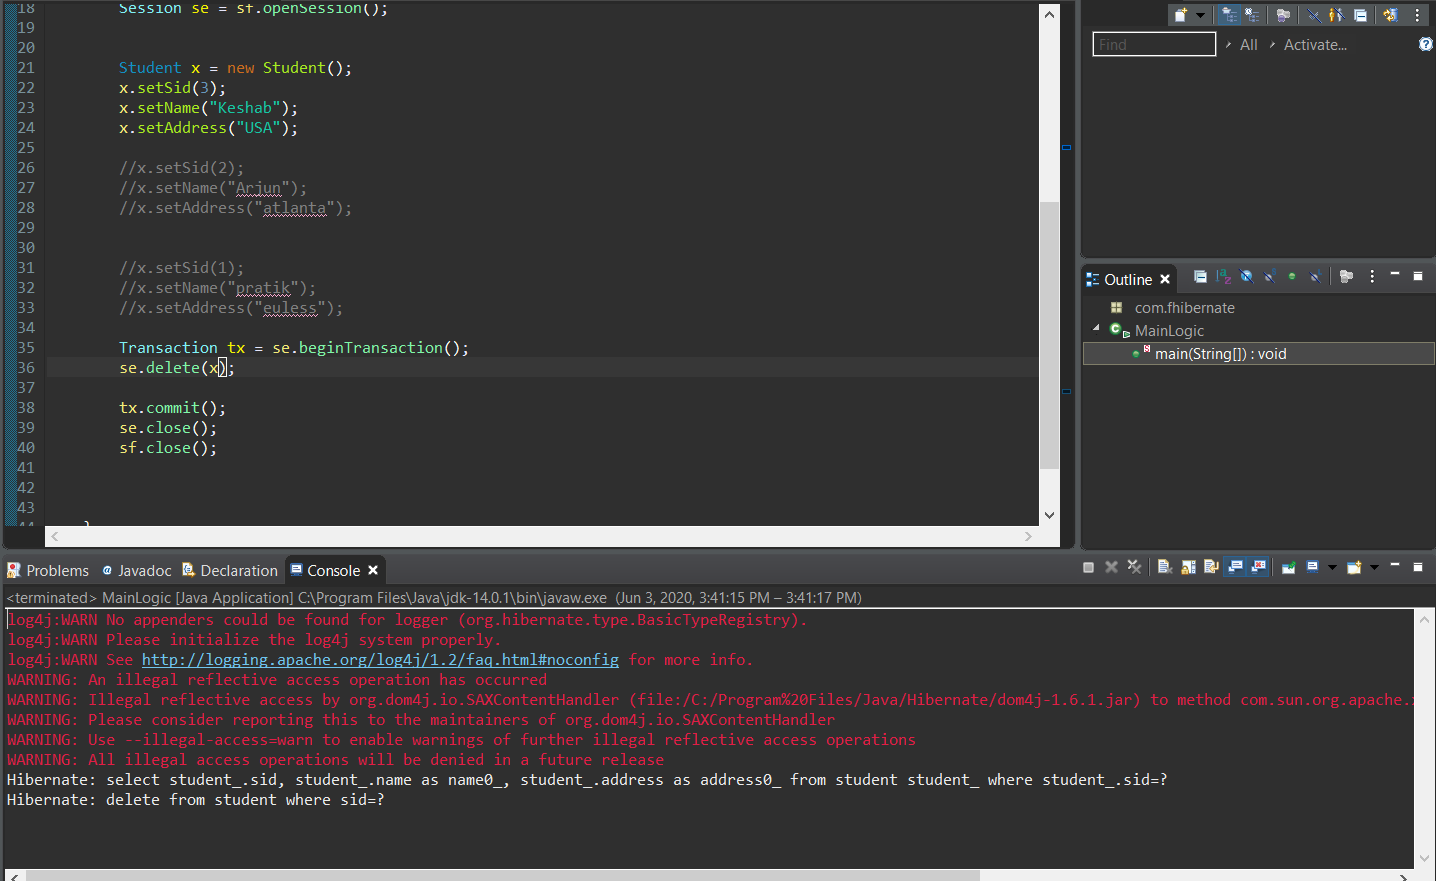 18 Session se = sf.openSession();
19
20
21 Student x = new Student();
22 x.setSid(3);
23 x.setName("Keshab");
24 x.setAddress("USA");
25
26 //x.setSid(2);
27 //x.setName("Arjun");
28 //x.setAddress("atlanta");
29
30
31 //x.setSid(1);
32 //x.setName("pratik");
33 //x.setAddress("euless");
34
35 Transaction tx = se.beginTransaction();
36 se.delete(x);
37
38 tx.commit();
39 se.close();
40 sf.close();
41
42
43
44 }
Find All Activate...
Outline
com.fhibernate
MainLogic
main(String[]) : void
Problems Javadoc Declaration Console
<terminated> MainLogic [Java Application] C:\Program Files\Java\jdk-14.0.1\bin\javaw.exe (Jun 3, 2020, 3:41:15 PM – 3:41:17 PM)
log4j:WARN No appenders could be found for logger (org.hibernate.type.BasicTypeRegistry).
log4j:WARN Please initialize the log4j system properly.
log4j:WARN See http://logging.apache.org/log4j/1.2/faq.html#noconfig for more info.
WARNING: An illegal reflective access operation has occurred
WARNING: Illegal reflective access by org.dom4j.io.SAXContentHandler (file:/C:/Program%20Files/Java/Hibernate/dom4j-1.6.1.jar) to method com.sun.org.apache.
WARNING: Please consider reporting this to the maintainers of org.dom4j.io.SAXContentHandler
WARNING: Use --illegal-access=warn to enable warnings of further illegal reflective access operations
WARNING: All illegal access operations will be denied in a future release
Hibernate: select student_.sid, student_.name as name0_, student_.address as address0_ from student student_ where student_.sid=?
Hibernate: delete from student where sid=?